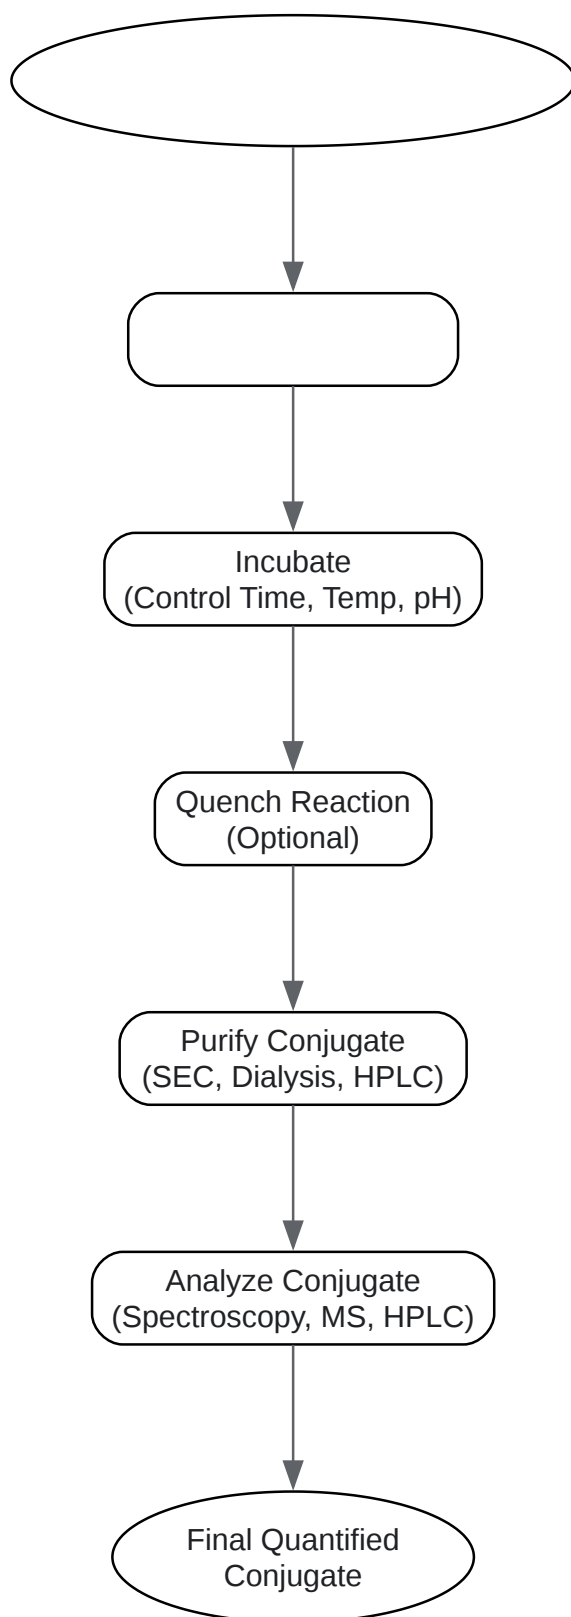 Incubate
(Control Time, Temp, pH)
Quench Reaction
(Optional)
Purify Conjugate
(SEC, Dialysis, HPLC)
Analyze Conjugate
(Spectroscopy, MS, HPLC)
Final Quantified
Conjugate